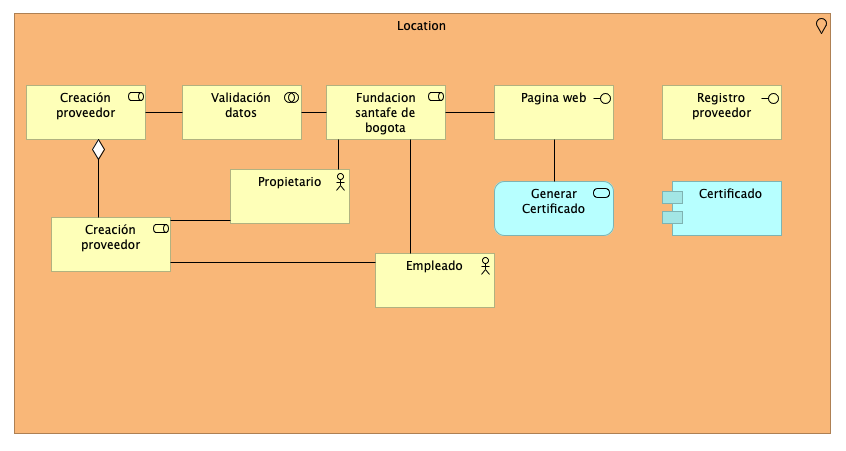 Location
Creación
proveedor
Validación
datos
Fundacion
santafe de
bogota
Pagina web
Registro
proveedor
Propietario
Generar
Certificado
Certificado
Creación
proveedor
Empleado